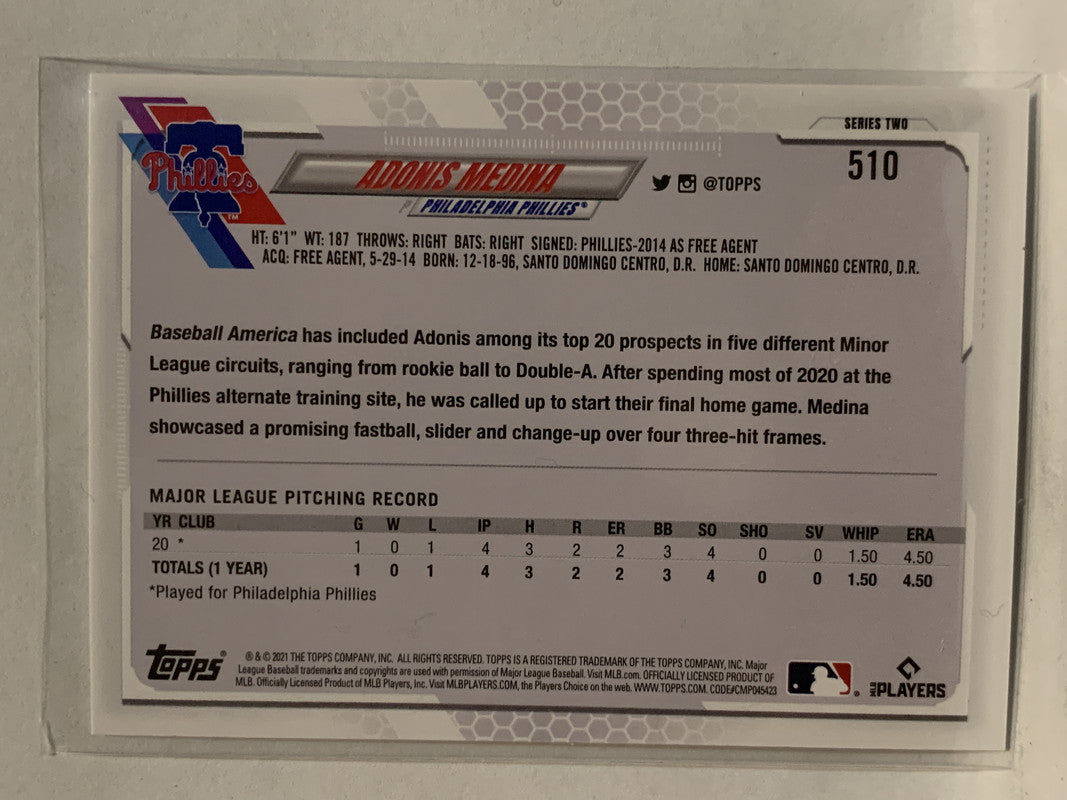 SERIES TWO
510
Phillies
TM
ADONIS MEDINA
@TOPPS
P PHILADELPHIA PHILLIES®
HT: 6'1" WT: 187 THROWS: RIGHT BATS: RIGHT SIGNED: PHILLIES-2014 AS FREE AGENT
ACQ: FREE AGENT, 5-29-14 BORN: 12-18-96, SANTO DOMINGO CENTRO, D.R. HOME: SANTO DOMINGO CENTRO, D.R.
Baseball America has included Adonis among its top 20 prospects in five different Minor
League circuits, ranging from rookie ball to Double-A. After spending most of 2020 at the
Phillies alternate training site, he was called up to start their final home game. Medina
showcased a promising fastball, slider and change-up over four three-hit frames.
MAJOR LEAGUE PITCHING RECORD
YR CLUB G W L IP H R ER BB SO SHO SV WHIP ERA
20 * 1 0 1 4 3 2 2 3 4 0 0 1.50 4.50
TOTALS (1 YEAR) 1 0 1 4 3 2 2 3 4 0 0 1.50 4.50
*Played for Philadelphia Phillies
Topps®
® & © 2021 THE TOPPS COMPANY, INC. ALL RIGHTS RESERVED. TOPPS IS A REGISTERED TRADEMARK OF THE TOPPS COMPANY, INC. Major
League Baseball trademarks and copyrights are used with permission of Major League Baseball. Visit MLB.com. OFFICIALLY LICENSED PRODUCT OF
MLB. Officially Licensed Product of MLB Players, Inc. Visit MLBPLAYERS.COM, the Players Choice on the web. WWW.TOPPS.COM. CODE#CMP045423
MLB PLAYERS